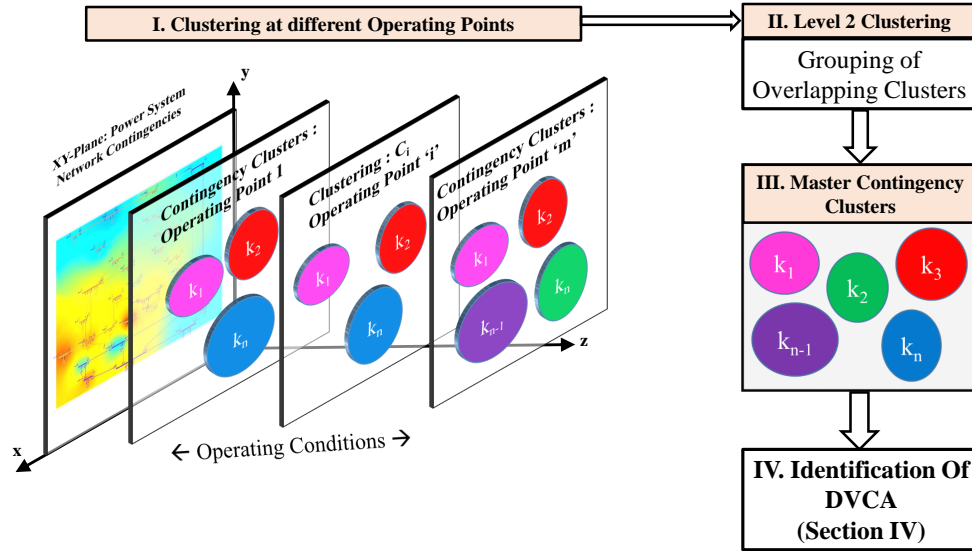 I. Clustering at different Operating Points
II. Level 2 Clustering
Grouping of
Overlapping Clusters
III. Master Contingency
Clusters
k1
k2
k3
kn-1
kn
IV. Identification Of
DVCA
(Section IV)
y
XY-Plane: Power System
Network Contingencies
Contingency Clusters :
Operating Point 1
k1
k2
kn
Clustering : Ci
Operating Point ‘i’
k1
k2
kn
Contingency Clusters :
Operating Point ‘m’
k1
k2
kn-1
kn
z
x
← Operating Conditions →